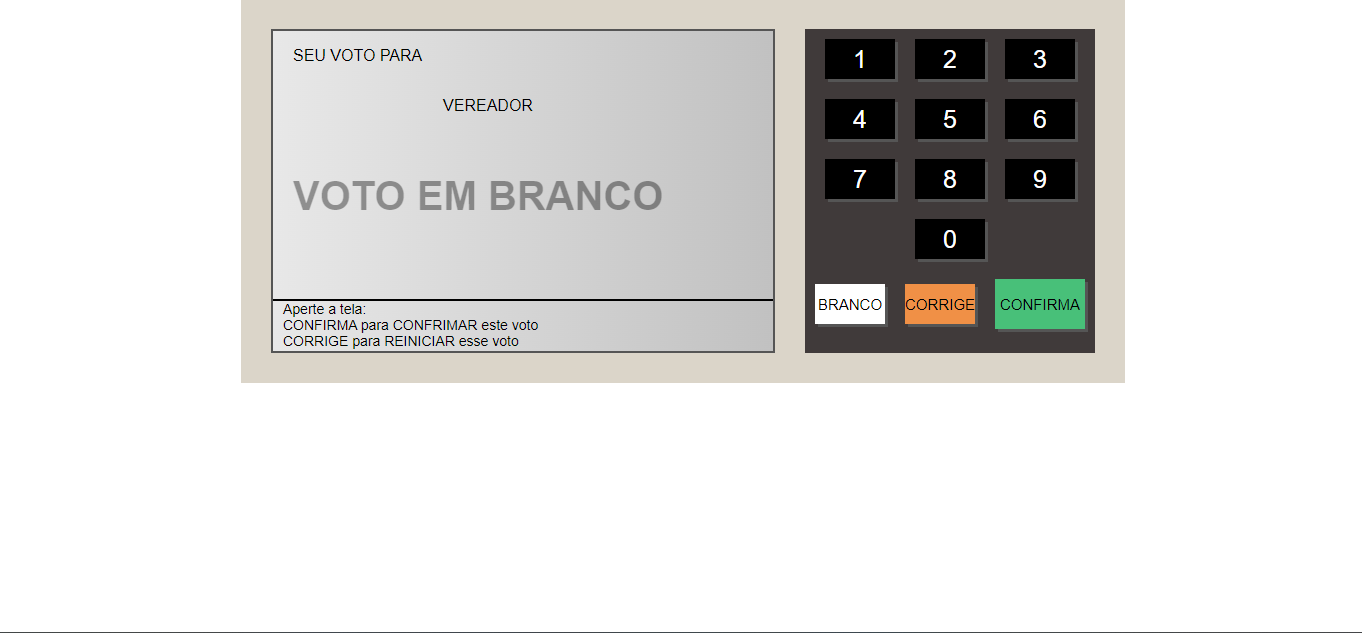 SEU VOTO PARA
VEREADOR
VOTO EM BRANCO
Aperte a tela:
CONFIRMA para CONFRIMAR este voto
CORRIGE para REINICIAR esse voto
1 2 3
4 5 6
7 8 9
0
BRANCO CORRIGE CONFIRMA